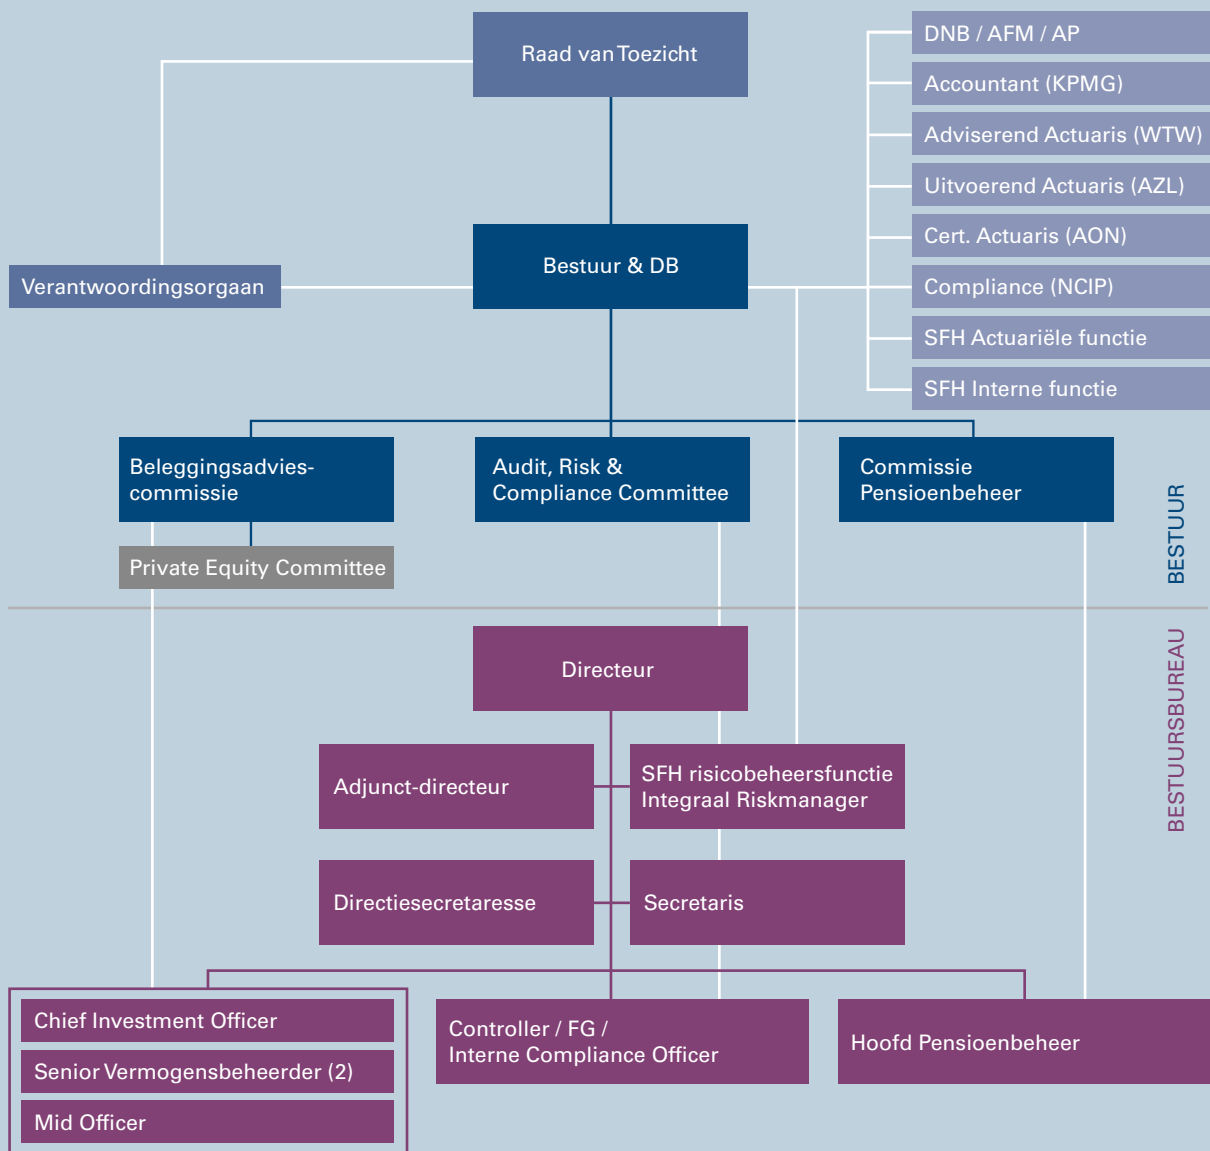 Raad van Toezicht
DNB / AFM / AP
Accountant (KPMG)
Adviserend Actuaris (WTW)
Uitvoerend Actuaris (AZL)
Cert. Actuaris (AON)
Compliance (NCIP)
SFH Actuariële functie
SFH Interne functie
Bestuur & DB
Verantwoordingsorgaan
Beleggingsadvies-
commissie
Audit, Risk &
Compliance Committee
Commissie
Pensioenbeheer
Private Equity Committee
BESTUUR
BESTUURSBUREAU
Directeur
Adjunct-directeur
SFH risicobeheersfunctie
Integraal Riskmanager
Directiesecretaresse
Secretaris
Chief Investment Officer
Senior Vermogensbeheerder (2)
Mid Officer
Controller / FG /
Interne Compliance Officer
Hoofd Pensioenbeheer